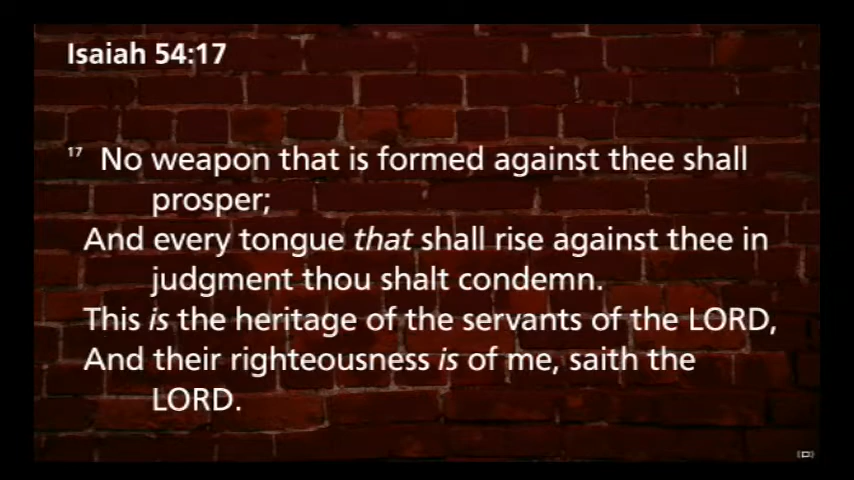 Isaiah 54:17
17 No weapon that is formed against thee shall
prosper;
And every tongue that shall rise against thee in
judgment thou shalt condemn.
This is the heritage of the servants of the LORD,
And their righteousness is of me, saith the
LORD.